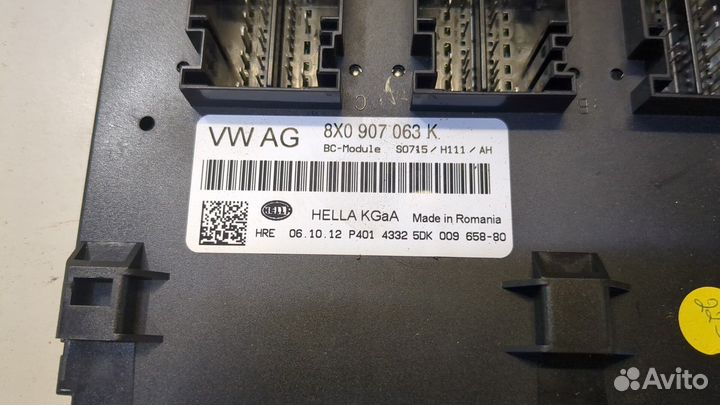 C
B
VW AG 8X0 907 063 K
BC-Module S0715/H111/AH
HELLA
HELLA KGaA Made in Romania
HRE 06.10.12 P401 4332 5DK 009 658-80
Avito